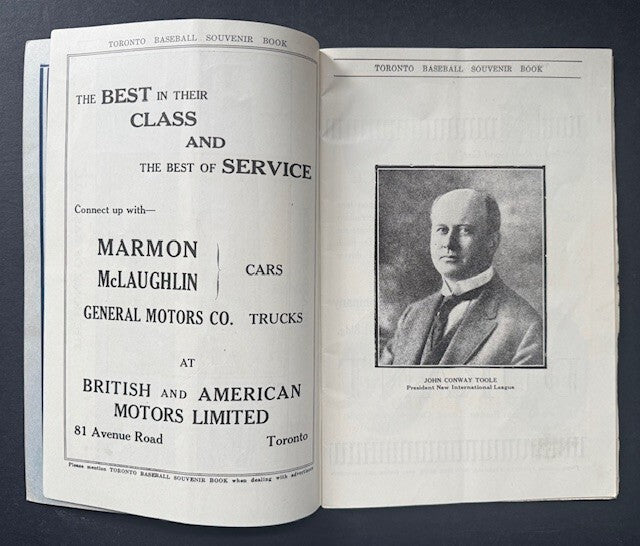 TORONTO BASEBALL SOUVENIR BOOK
THE BEST IN THEIR
CLASS
AND
THE BEST OF SERVICE
Connect up with—
MARMON
McLAUGHLIN
CARS
GENERAL MOTORS CO. TRUCKS
AT
BRITISH AND AMERICAN
MOTORS LIMITED
81 Avenue Road Toronto
Please mention TORONTO BASEBALL SOUVENIR BOOK when dealing with advertisers
TORONTO BASEBALL SOUVENIR BOOK
JOHN CONWAY TOOLE
President New International League